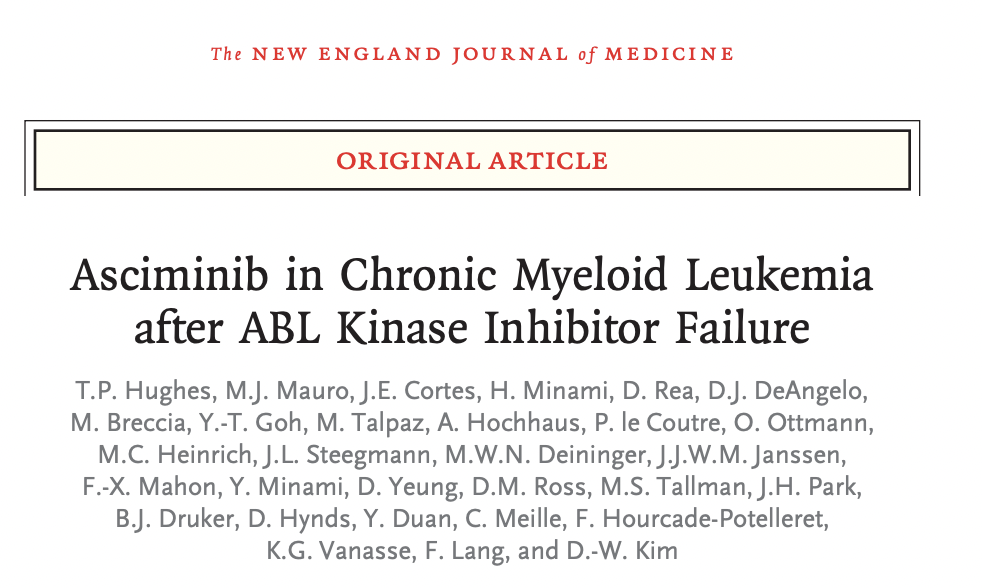 The NEW ENGLAND JOURNAL of MEDICINE
ORIGINAL ARTICLE
Asciminib in Chronic Myeloid Leukemia
after ABL Kinase Inhibitor Failure
T.P. Hughes, M.J. Mauro, J.E. Cortes, H. Minami, D. Rea, D.J. DeAngelo,
M. Breccia, Y.-T. Goh, M. Talpaz, A. Hochhaus, P. le Coutre, O. Ottmann,
M.C. Heinrich, J.L. Steegmann, M.W.N. Deininger, J.J.W.M. Janssen,
F.-X. Mahon, Y. Minami, D. Yeung, D.M. Ross, M.S. Tallman, J.H. Park,
B.J. Druker, D. Hynds, Y. Duan, C. Meille, F. Hourcade-Potelleret,
K.G. Vanasse, F. Lang, and D.-W. Kim